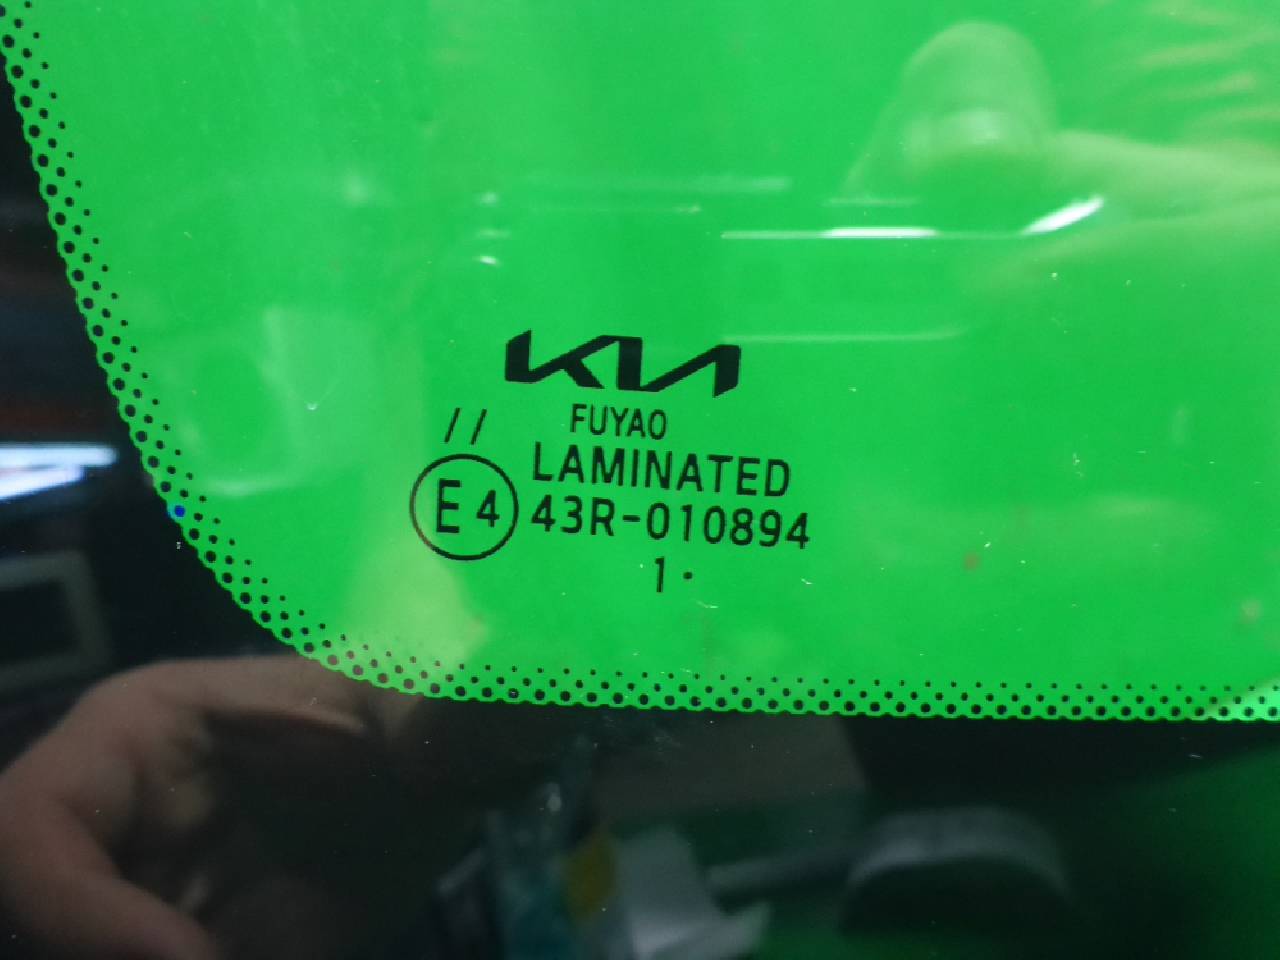 KIA
FUYAO
// LAMINATED
E4 43R-010894
1.